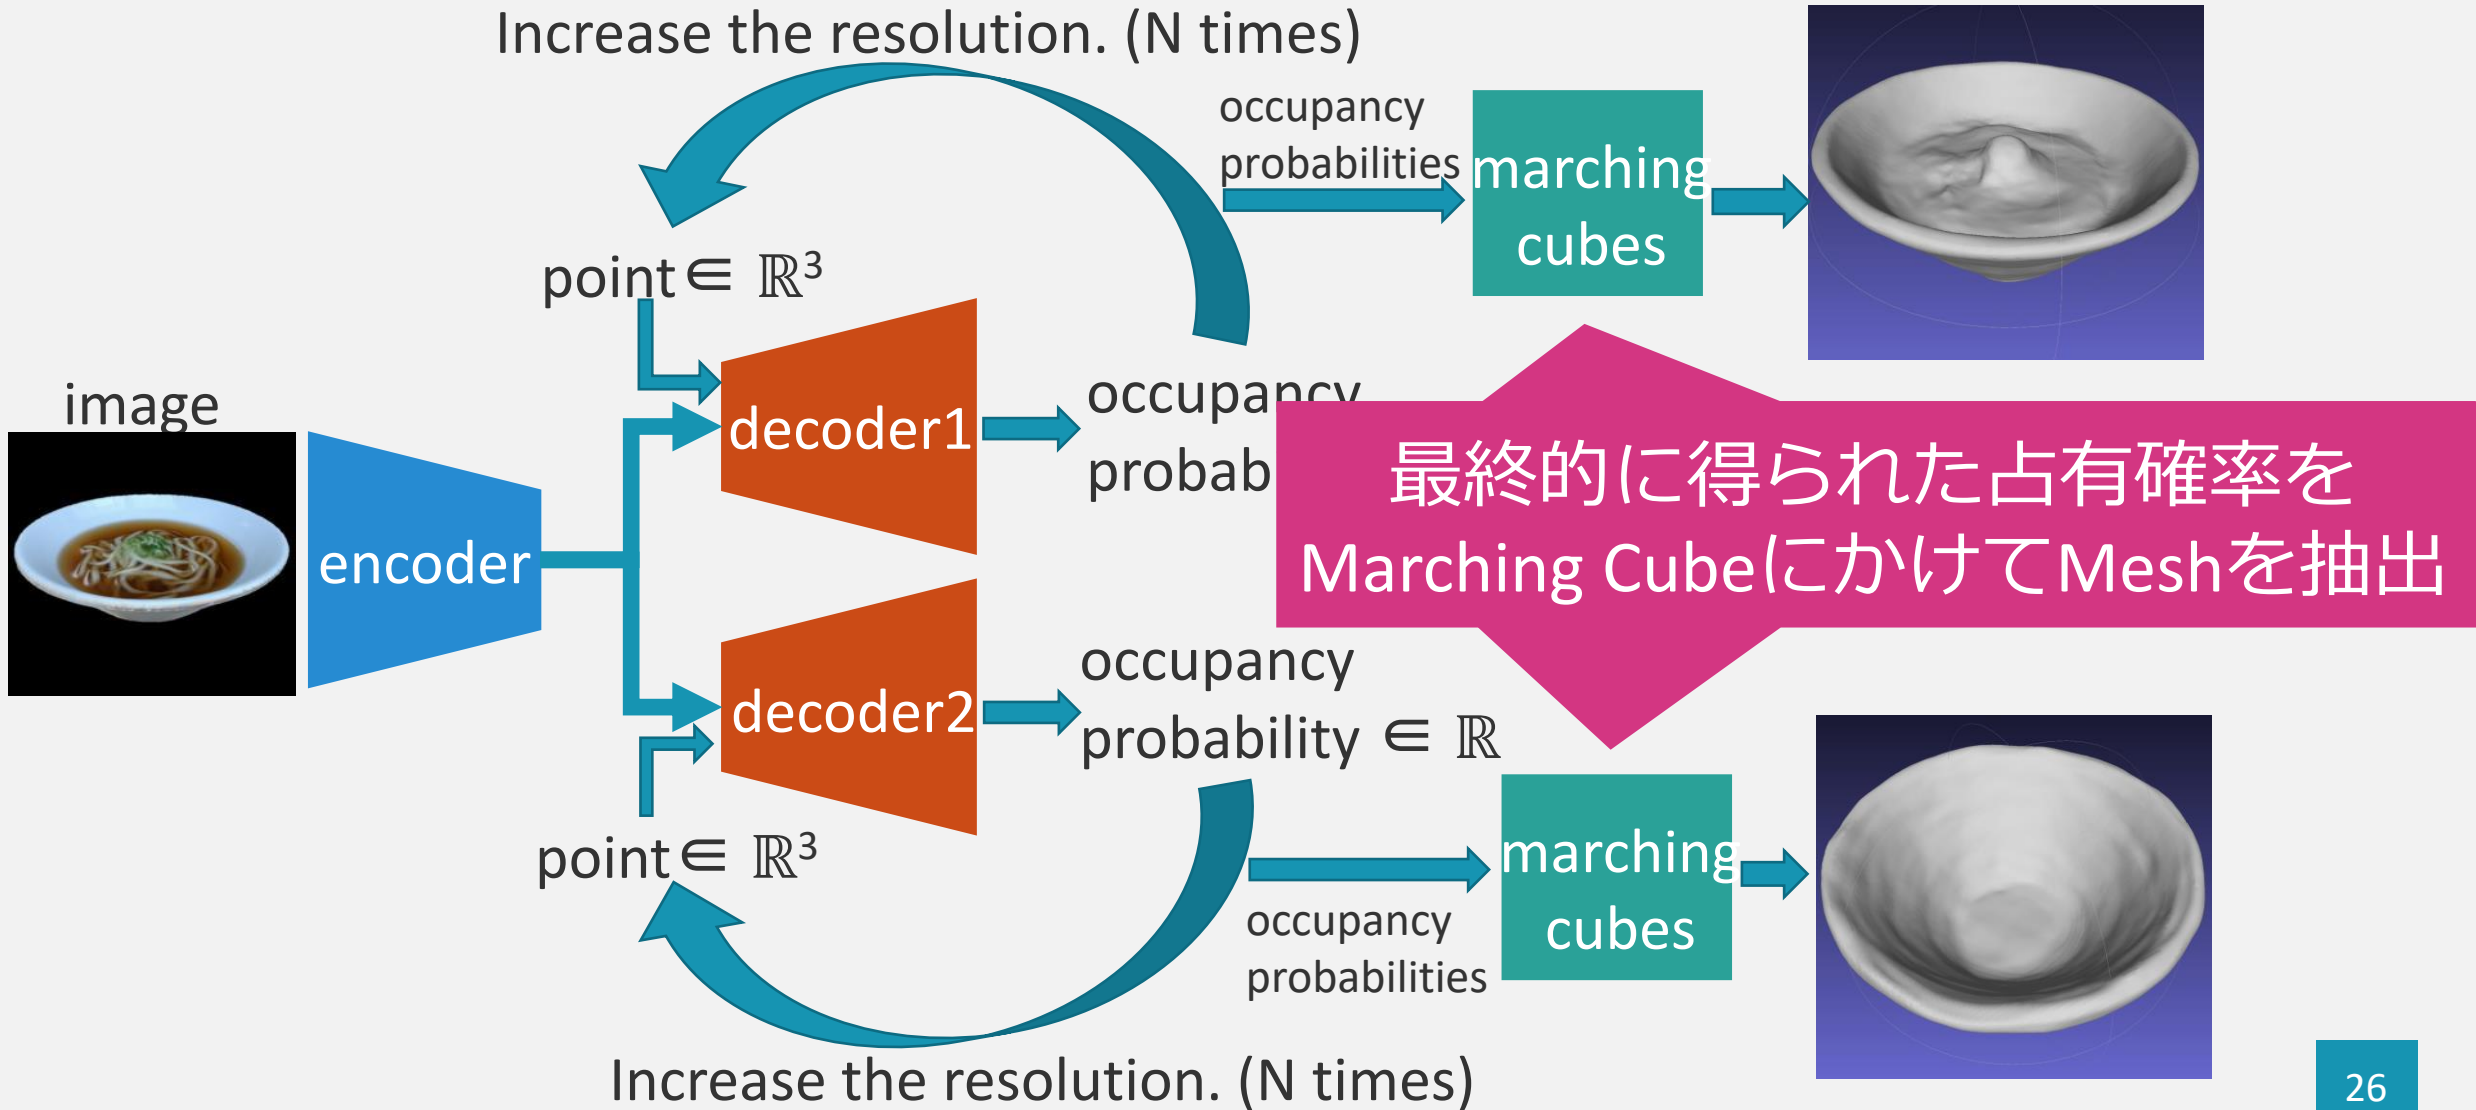 Increase the resolution. (N times)
occupancy
probabilities
marching
cubes
point ∈ ℝ³
image
encoder
decoder1
occupancy
probab
最終的に得られた占有確率を
Marching CubeにかけてMeshを抽出
decoder2
occupancy
probability ∈ ℝ
point ∈ ℝ³
marching
cubes
occupancy
probabilities
Increase the resolution. (N times)
26